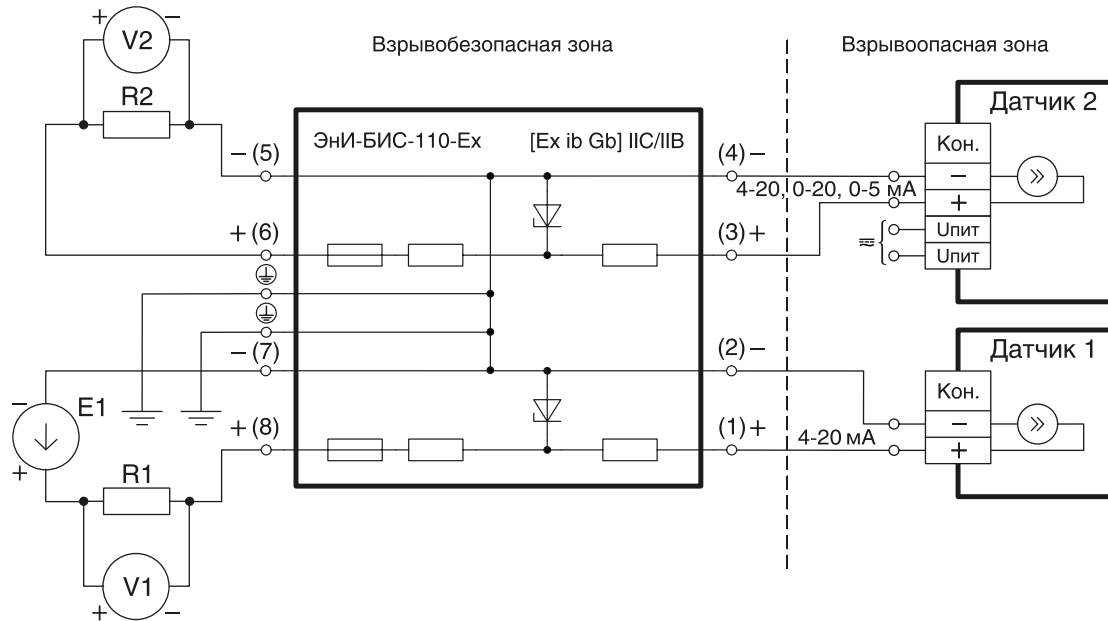 Взрывобезопасная зона
Взрывоопасная зона
+ V2 −
R2
ЭнИ-БИС-110-Ex [Ex ib Gb] IIC/IIB
− (5)
+ (6)
− (7)
+ (8)
(4) −
(3) +
(2) −
(1) +
4-20, 0-20, 0-5 мА
4-20 мА
Датчик 2
Кон.
−
+
Uпит
Uпит
Датчик 1
Кон.
−
+
− E1
+
R1
+ V1 −